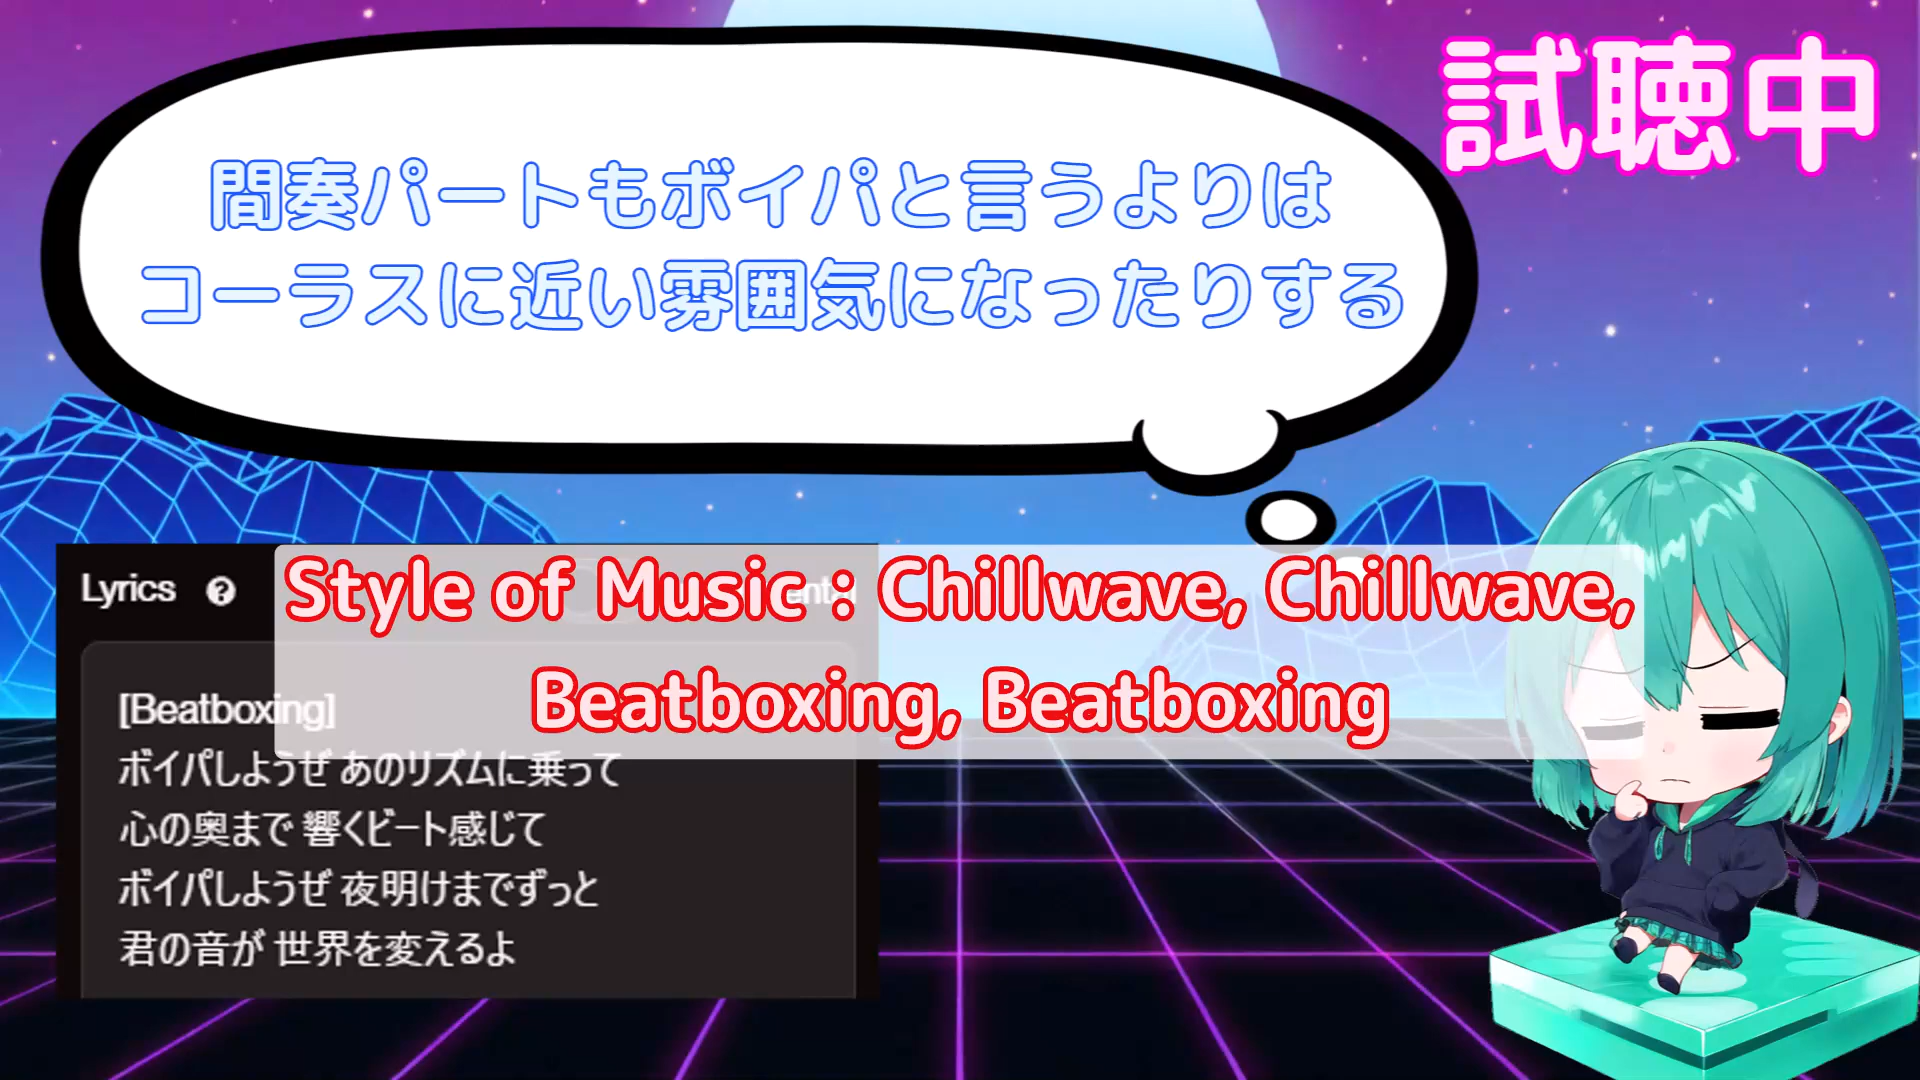 試聴中
間奏パートもボイパと言うよりは
コーラスに近い雰囲気になったりする
Style of Music : Chillwave, Chillwave,
Beatboxing, Beatboxing
Lyrics ?
[Beatboxing]
ボイパしようぜ あのリズムに乗って
心の奥まで 響くビート感じて
ボイパしようぜ 夜明けまでずっと
君の音が 世界を変えるよ